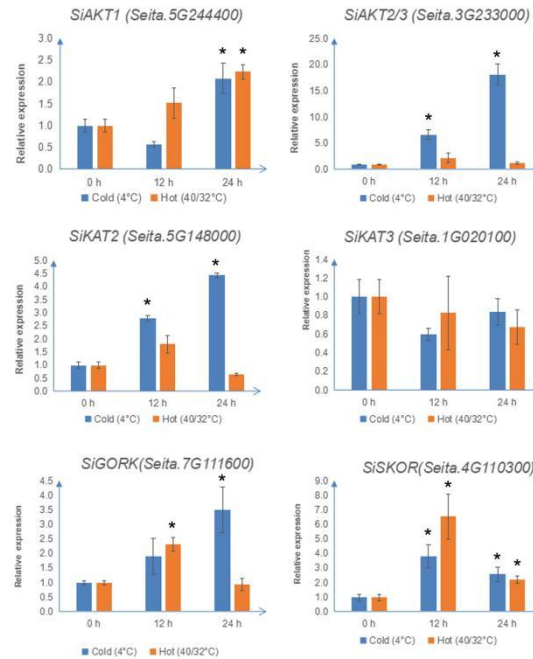 SiAKT1 (Seita.5G244400)
Relative expression
3.0
2.5
2.0
1.5
1.0
0.5
0.0
* *
0 h 12 h 24 h
Cold (4°C) Hot (40/32°C)
SiAKT2/3 (Seita.3G233000)
Relative expression
25.0
20.0
15.0
10.0
5.0
0.0
* *
0 h 12 h 24 h
Cold (4°C) Hot (40/32°C)
SiKAT2 (Seita.5G148000)
Relative expression
5.0
4.5
4.0
3.5
3.0
2.5
2.0
1.5
1.0
0.5
0.0
* *
0 h 12 h 24 h
Cold (4°C) Hot (40/32°C)
SiKAT3 (Seita.1G020100)
Relative expression
1.4
1.2
1.0
0.8
0.6
0.4
0.2
0.0
0 h 12 h 24 h
Cold (4°C) Hot (40/32°C)
SiGORK(Seita.7G111600)
Relative expression
4.5
4.0
3.5
3.0
2.5
2.0
1.5
1.0
0.5
0.0
* *
0 h 12 h 24 h
Cold (4°C) Hot (40/32°C)
SiSKOR(Seita.4G110300)
Relative expression
9.0
8.0
7.0
6.0
5.0
4.0
3.0
2.0
1.0
0.0
* * * *
0 h 12 h 24 h
Cold (4°C) Hot (40/32°C)